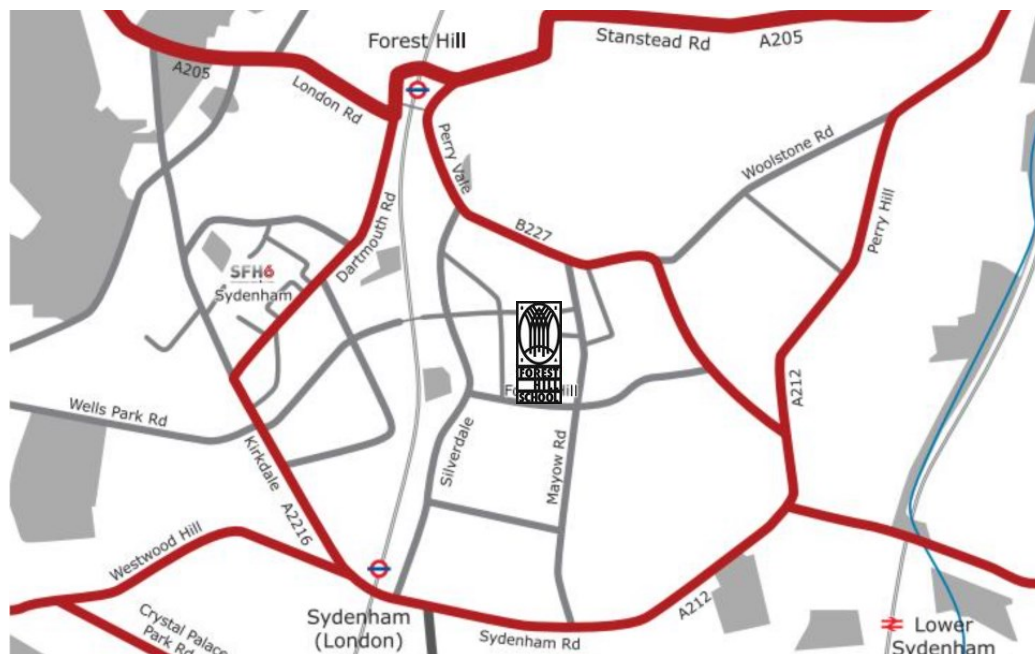 Forest Hill
Stanstead Rd
A205
A205
London Rd
Perry Vale
Woolstone Rd
Dartmouth Rd
B227
Perry Hill
SFH6
Sydenham
FOREST
HILL
SCHOOL
A212
Wells Park Rd
Kirkdale
Silverdale
Mayow Rd
A2216
Westwood Hill
Crystal Palace
Park Rd
Sydenham
(London)
Sydenham Rd
A212
Lower
Sydenham